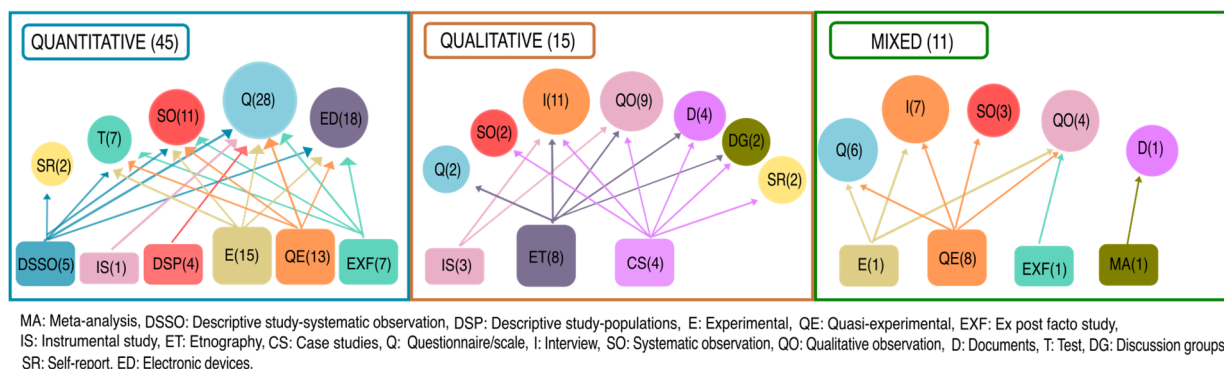 QUANTITATIVE (45)
QUALITATIVE (15)
MIXED (11)
SR(2)
T(7)
SO(11)
Q(28)
ED(18)
DSSO(5)
IS(1)
DSP(4)
E(15)
QE(13)
EXF(7)
Q(2)
SO(2)
I(11)
QO(9)
D(4)
DG(2)
SR(2)
IS(3)
ET(8)
CS(4)
Q(6)
I(7)
SO(3)
QO(4)
D(1)
E(1)
QE(8)
EXF(1)
MA(1)
MA: Meta-analysis, DSSO: Descriptive study-systematic observation, DSP: Descriptive study-populations, E: Experimental, QE: Quasi-experimental, EXF: Ex post facto study,
IS: Instrumental study, ET: Etnography, CS: Case studies, Q: Questionnaire/scale, I: Interview, SO: Systematic observation, QO: Qualitative observation, D: Documents, T: Test, DG: Discussion groups
SR: Self-report, ED: Electronic devices.